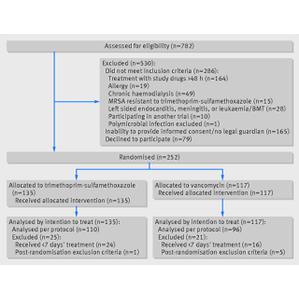 Assessed for eligibility (n=782)
Excluded (n=530):
Did not meet inclusion criteria (n=286):
Treatment with study drugs >48 h (n=164)
Allergy (n=19)
Chronic haemodialysis (n=49)
MRSA resistant to trimethoprim-sulfamethoxazole (n=15)
Left sided endocarditis, meningitis, or leukaemia/BMT (n=28)
Participating in another trial (n=10)
Polymicrobial infection excluded (n=1)
Inability to provide informed consent/no legal guardian (n=165)
Declined to participate (n=79)
Randomised (n=252)
Allocated to trimethoprim-sulfamethoxazole
(n=135):
Received allocated intervention (n=135)
Allocated to vancomycin (n=117)
Received allocated intervention (n=117)
Analysed by intention to treat (n=135):
Analysed per protocol (n=110)
Excluded (n=25):
Received <7 days' treatment (n=24)
Post-randomisation exclusion criteria (n=1)
Analysed by intention to treat (n=117):
Analysed per protocol (n=96)
Excluded (n=21):
Received <7 days' treatment (n=16)
Post-randomisation exclusion criteria (n=5)